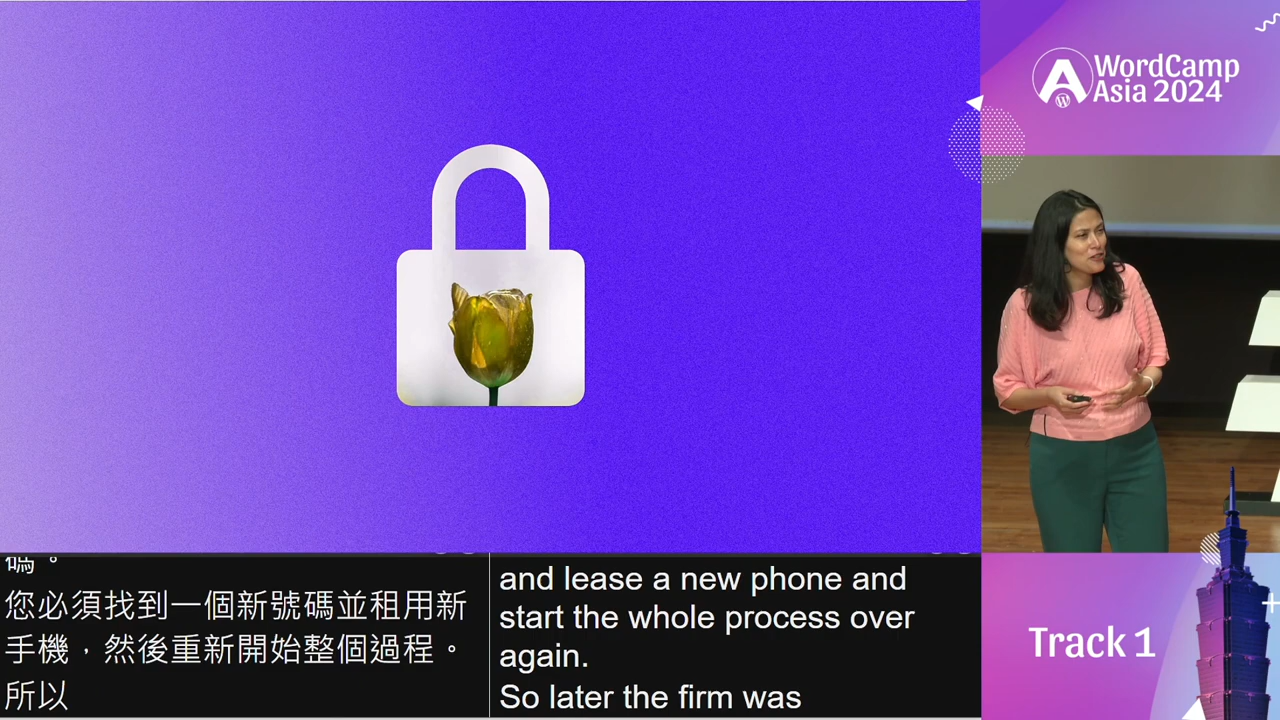 WordCamp
Asia 2024
碼。
您必須找到一個新號碼並租用新
手機，然後重新開始整個過程。
所以
and lease a new phone and
start the whole process over
again.
So later the firm was
Track 1